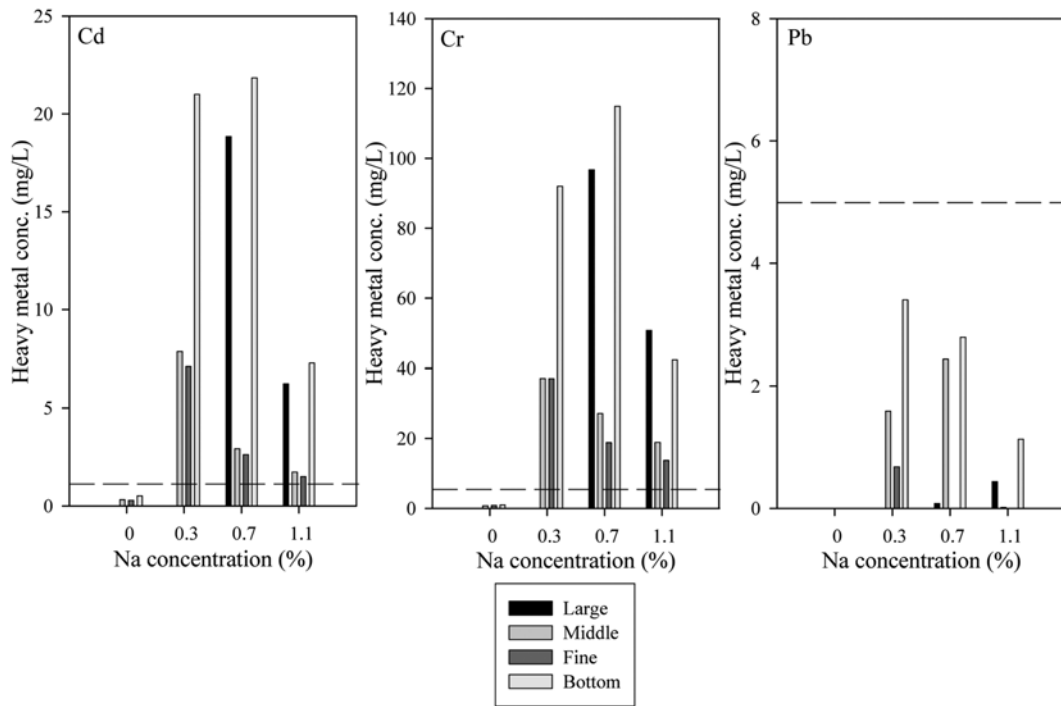 Cd
Heavy metal conc. (mg/L)
25
20
15
10
5
0
0 0.3 0.7 1.1
Na concentration (%)
Cr
Heavy metal conc. (mg/L)
140
120
100
80
60
40
20
0
0 0.3 0.7 1.1
Na concentration (%)
Pb
Heavy metal conc. (mg/L)
8
6
4
2
0
0 0.3 0.7 1.1
Na concentration (%)
Large
Middle
Fine
Bottom